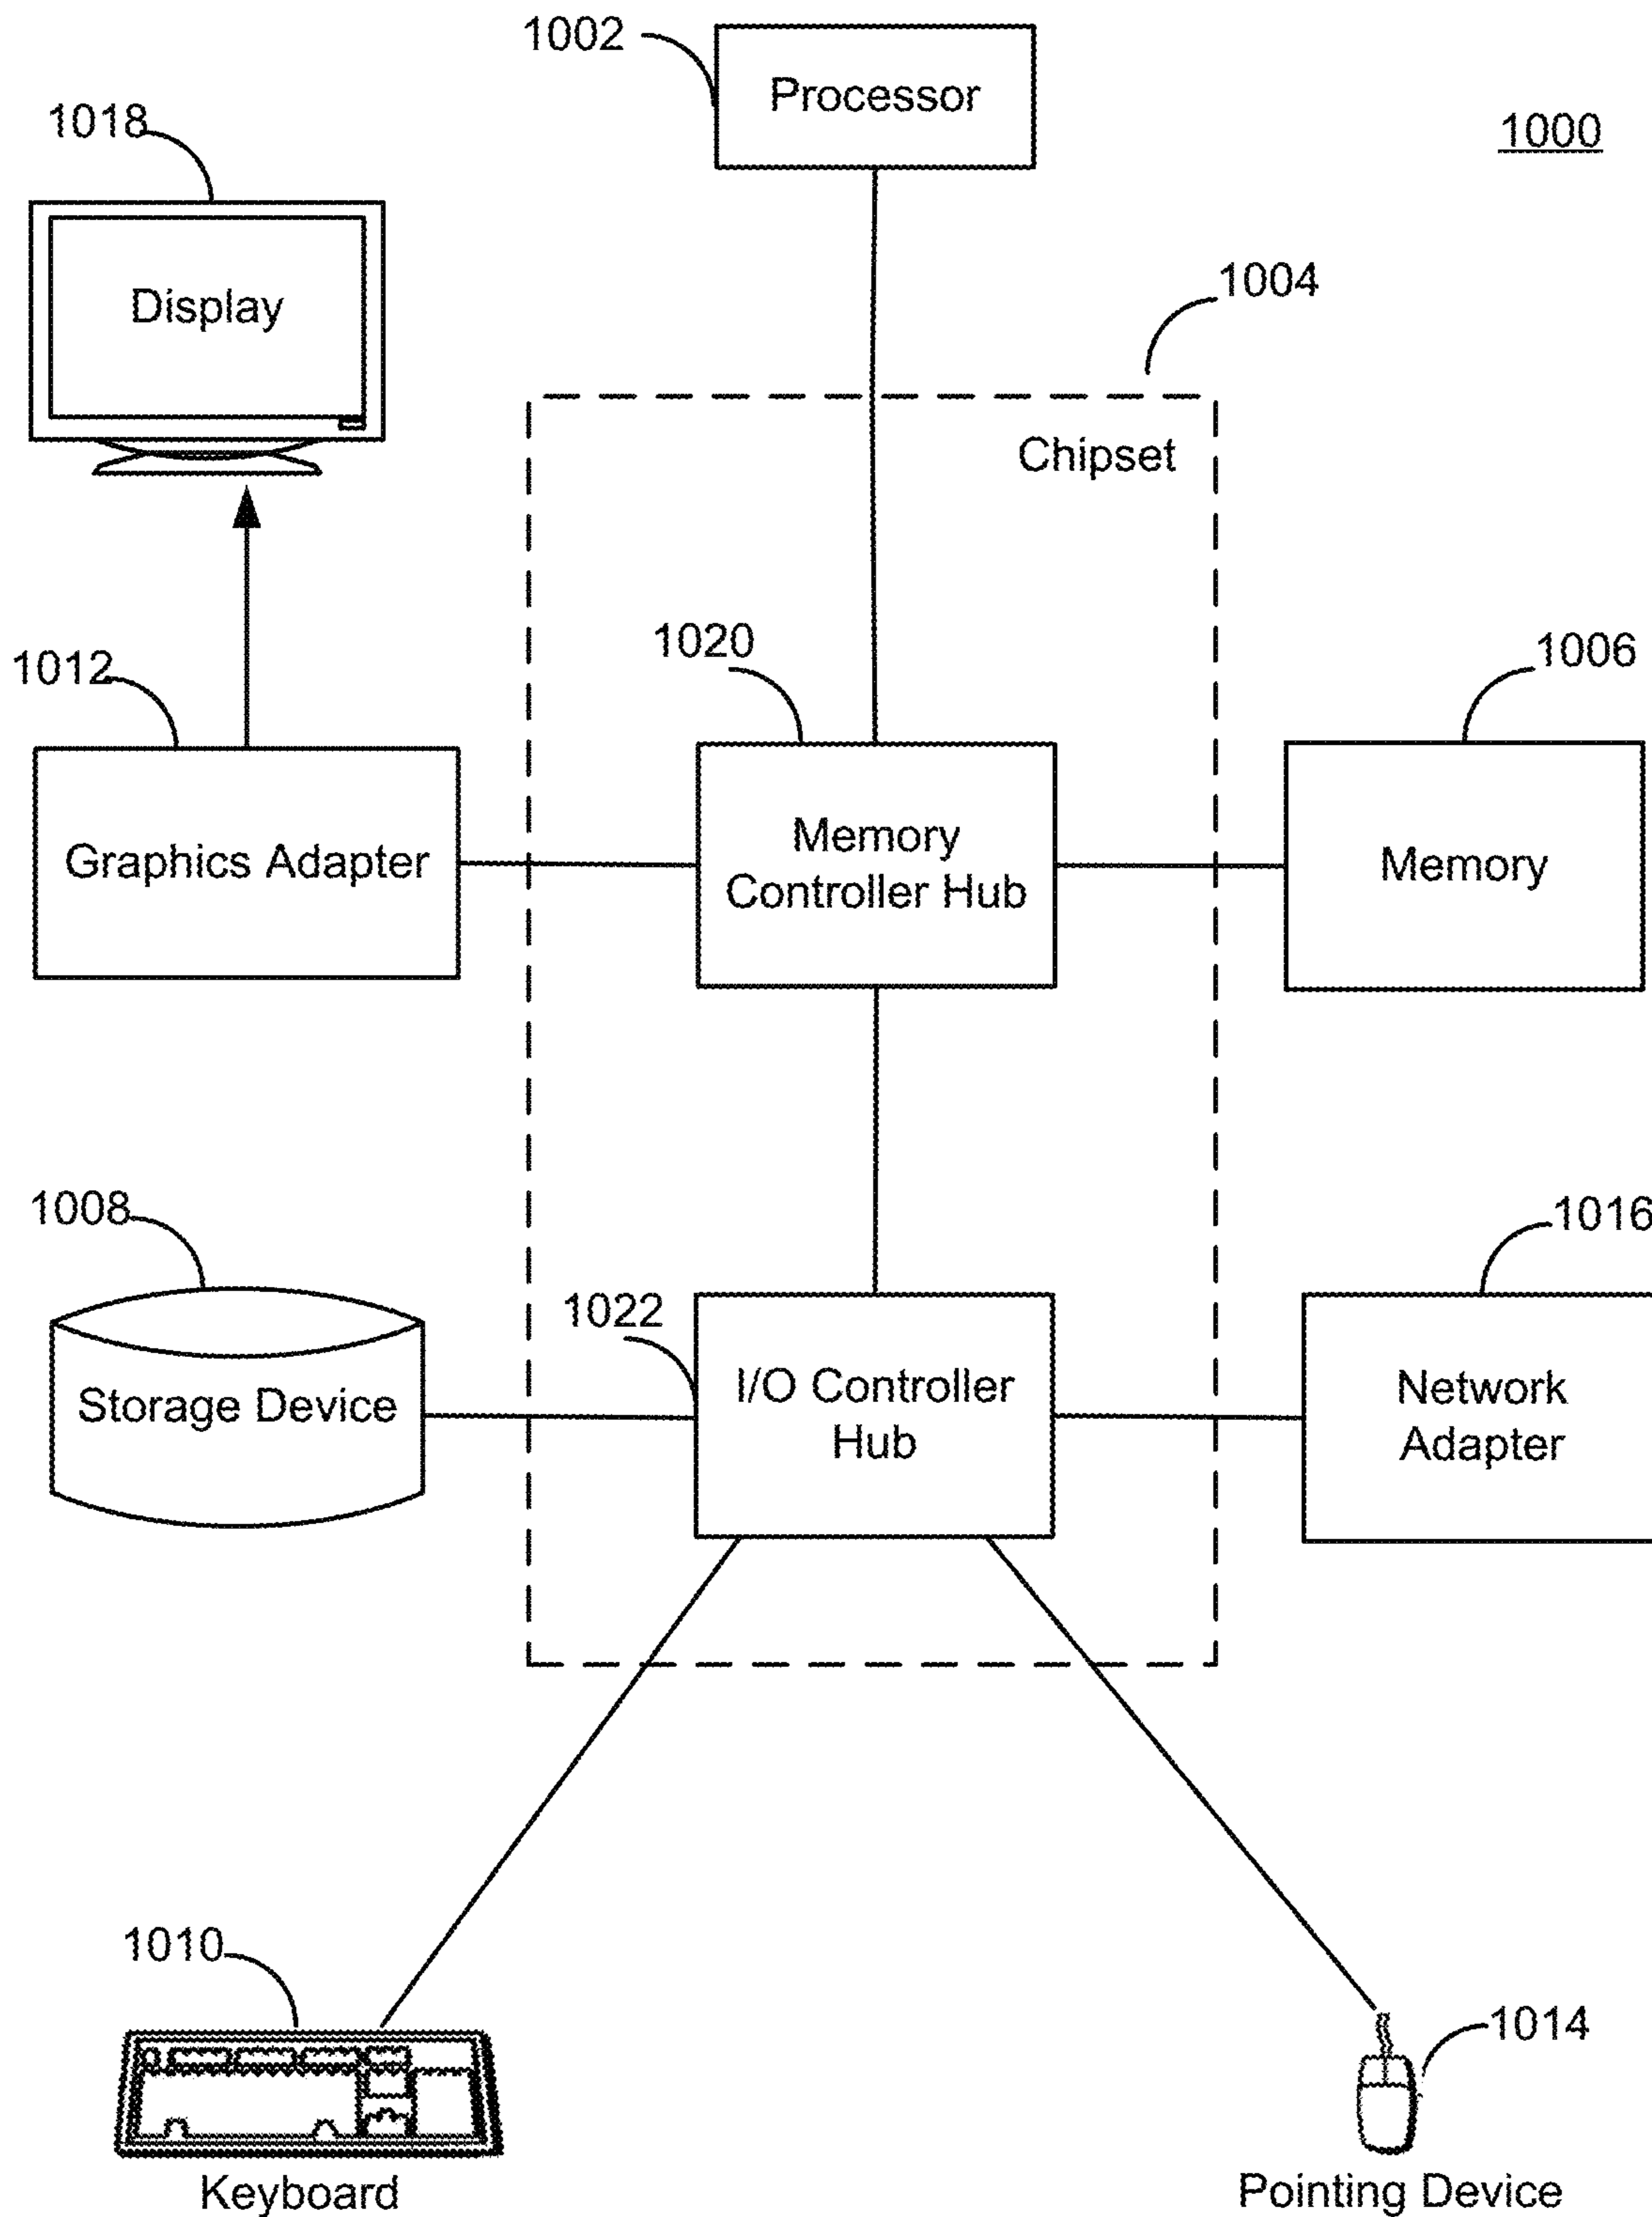 1002
Processor
1000
1018
Display
1004
Chipset
1020
1006
1012
Graphics Adapter
Memory
Controller Hub
Memory
1008
1016
1022
Storage Device
I/O Controller
Hub
Network
Adapter
1010
1014
Keyboard
Pointing Device